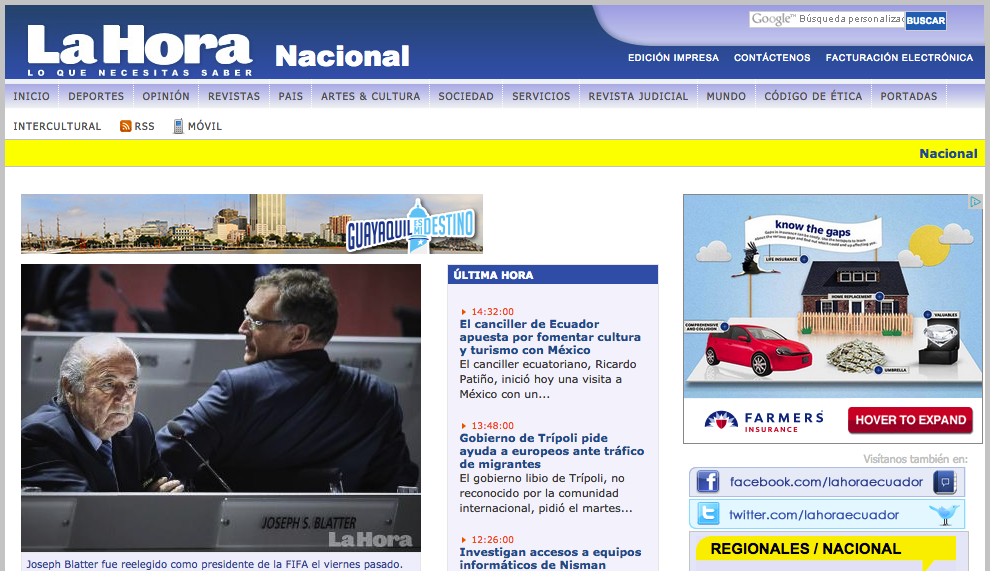 La Hora
LO QUE NECESITAS SABER
Nacional
Google™ Búsqueda personalizad
BUSCAR
EDICIÓN IMPRESA CONTÁCTENOS FACTURACIÓN ELECTRÓNICA
INICIO DEPORTES OPINIÓN REVISTAS PAIS ARTES & CULTURA SOCIEDAD SERVICIOS REVISTA JUDICIAL MUNDO CÓDIGO DE ÉTICA PORTADAS
INTERCULTURAL RSS MÓVIL
Nacional
GUAYAQUIL ES MI DESTINO
JOSEPH S. BLATTER
La Hora
Joseph Blatter fue reelegido como presidente de la FIFA el viernes pasado.
ÚLTIMA HORA
14:32:00
El canciller de Ecuador
apuesta por fomentar cultura
y turismo con México
El canciller ecuatoriano, Ricardo
Patiño, inició hoy una visita a
México con un...
13:48:00
Gobierno de Trípoli pide
ayuda a europeos ante tráfico
de migrantes
El gobierno libio de Trípoli, no
reconocido por la comunidad
internacional, pidió el martes...
12:26:00
Investigan accesos a equipos
informáticos de Nisman
know the gaps
LIFE INSURANCE
HOME REPLACEMENT
VALUABLES
COMPREHENSIVE
AND COLLISION
UMBRELLA
FARMERS
INSURANCE
HOVER TO EXPAND
Visítanos también en:
facebook.com/lahoraecuador
twitter.com/lahoraecuador
REGIONALES / NACIONAL